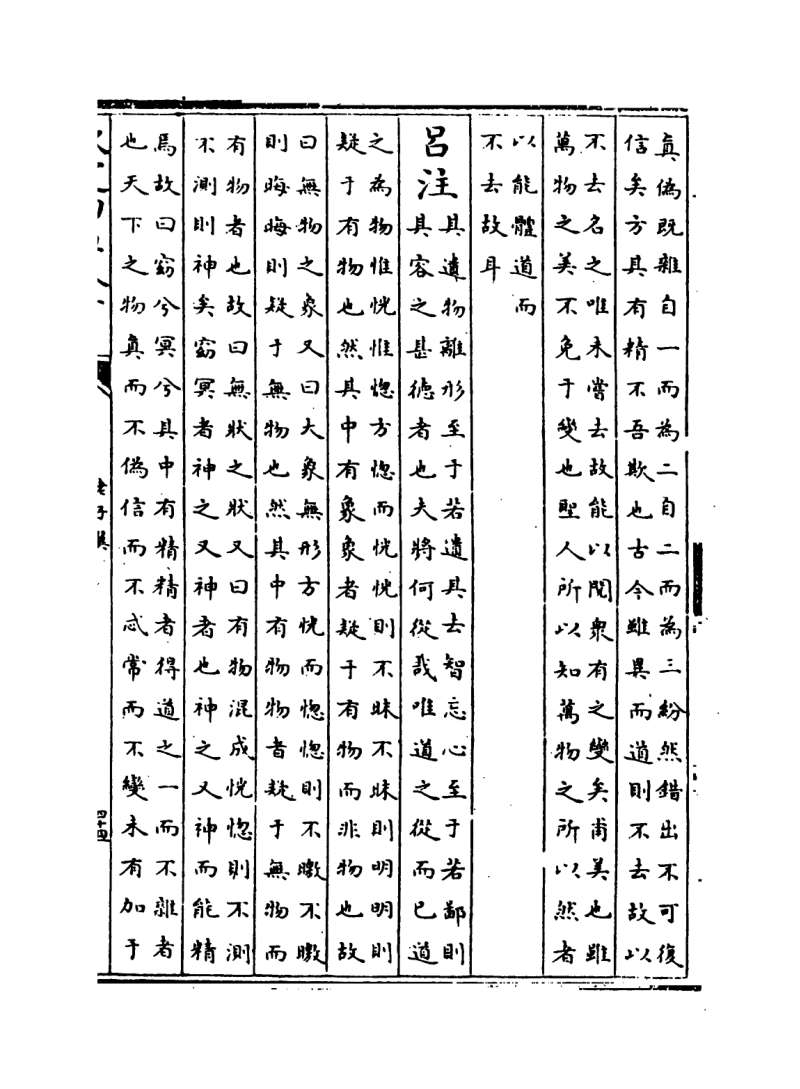 真偽既雜自一而為二自二而為三紛然錯出不可復
信矣方其有精不吾欺也古今雖異而道則不去故以
不去名之唯未嘗去故能以閱衆有之變矣甫美也雖
萬物之美不免于變也聖人所以知萬物之所以然者
以能體道而
不去故耳
呂注
其遺物離形至于若遺其去智忘心至于若鄙則
其容之甚德者也夫將何從哉唯道之從而已道
之為物惟恍惟惚方惚而恍恍則不昧不昧則明明則
疑于有物也然其中有象象者疑于有物而非物也故
曰無物之象又曰大象無形方恍而惚惚則不皦不皦
則晦晦則疑于無物也然其中有物物者疑于無物而
有物者也故曰無狀之狀又曰有物混成恍惚則不測
不測則神矣窈冥者神之又神者也神之又神而能精
焉故曰窈兮冥兮其中有精精者得道之一而不雜者
也天下之物真而不偽信而不忒常而不變未有加于
老子翼
四十四